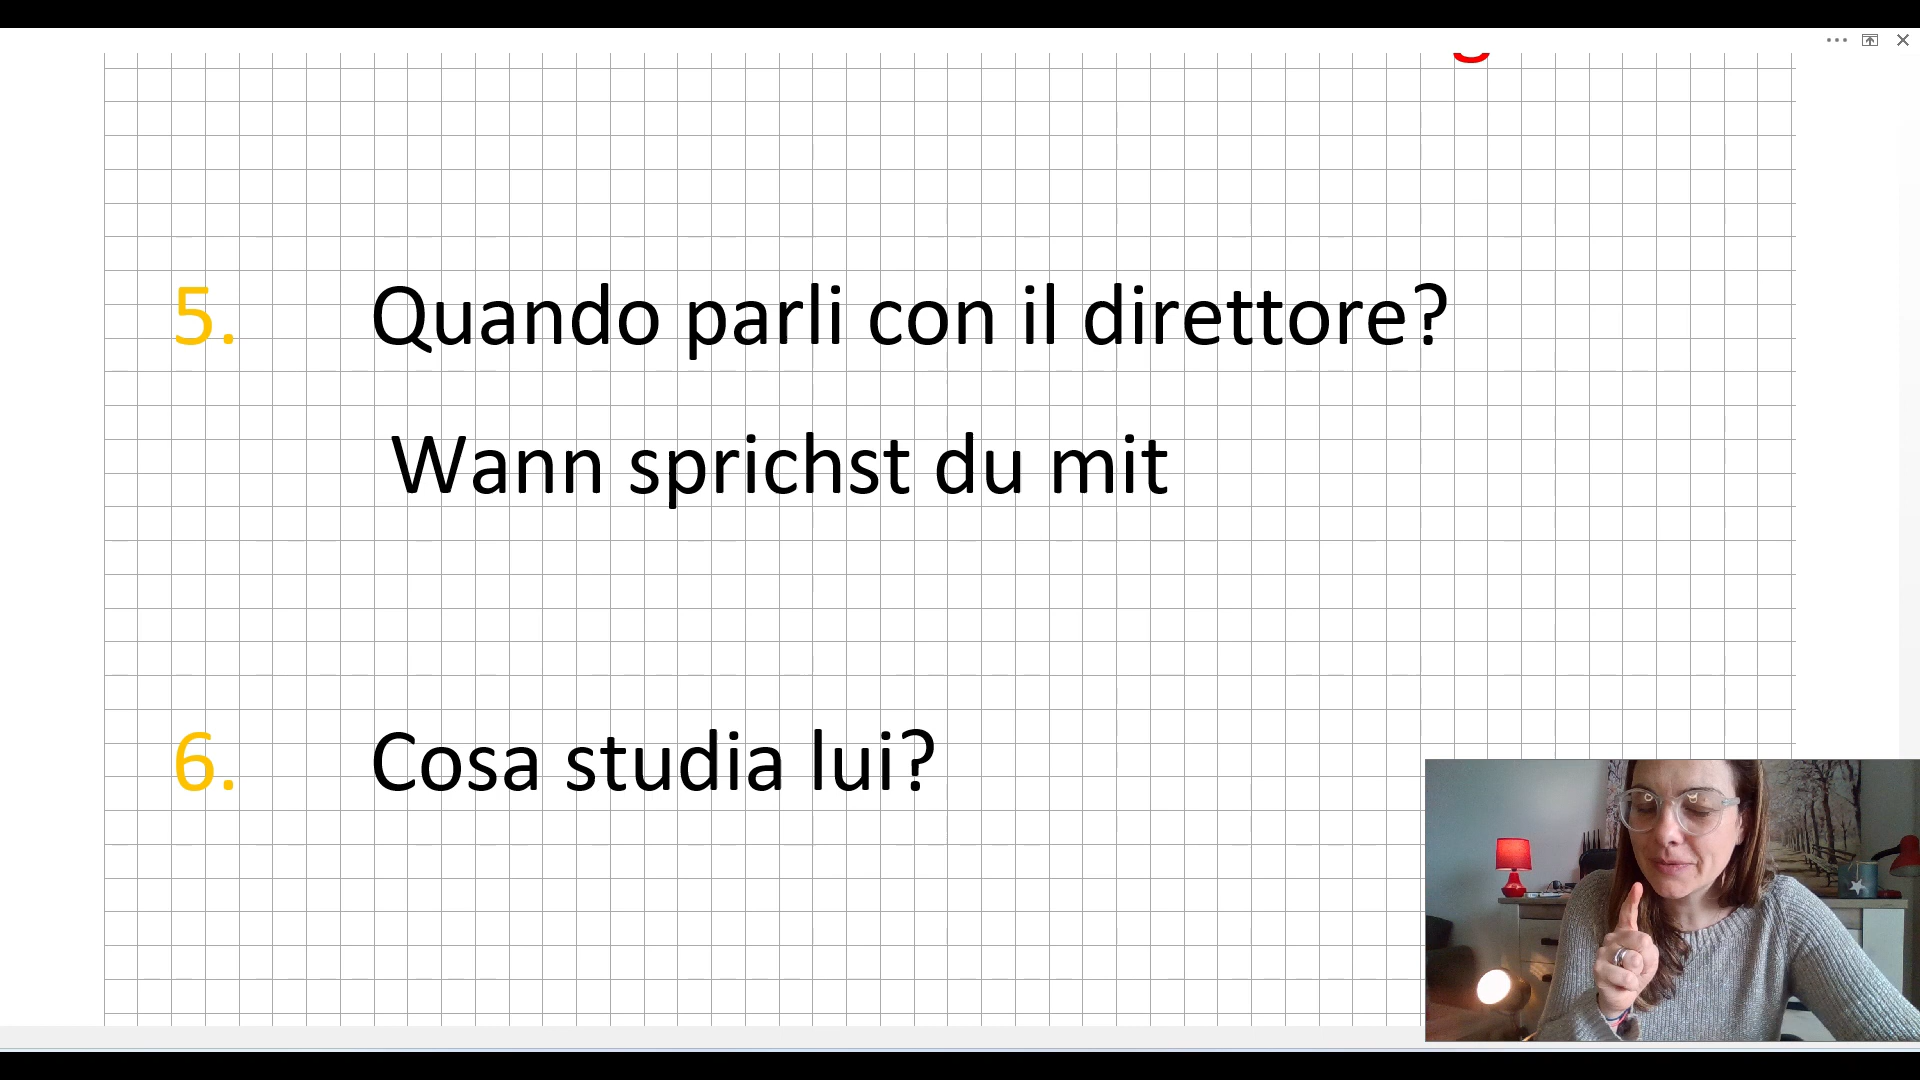 5. Quando parli con il direttore?
Wann sprichst du mit
6. Cosa studia lui?